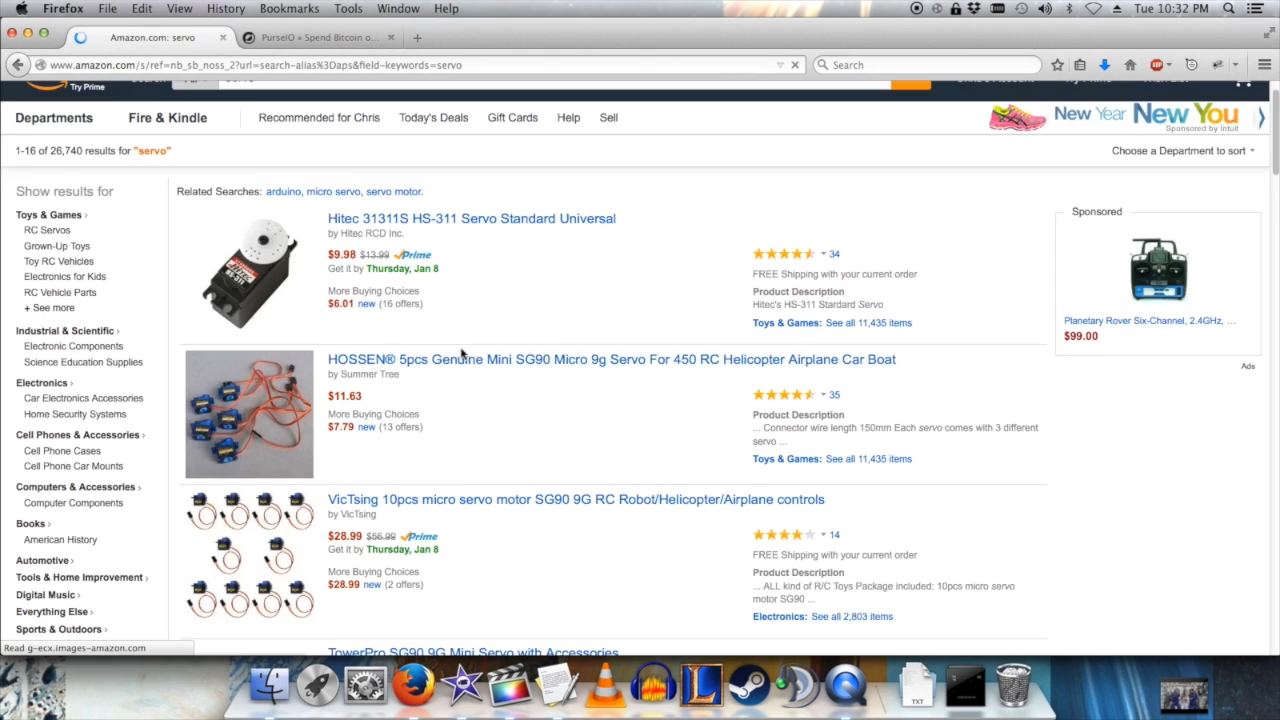 Firefox File Edit View History Bookmarks Tools Window Help
Tue 10:32 PM
Amazon.com: servo
PurseIO » Spend Bitcoin o...
www.amazon.com/s/ref=nb_sb_noss_2?url=search-alias%3Daps&field-keywords=servo
Search
Try Prime
Departments
Fire & Kindle
Recommended for Chris
Today's Deals
Gift Cards
Help
Sell
New Year New You
Sponsored by Intuit
1-16 of 26,740 results for "servo"
Choose a Department to sort
Show results for
Toys & Games ›
RC Servos
Grown-Up Toys
Toy RC Vehicles
Electronics for Kids
RC Vehicle Parts
+ See more
Industrial & Scientific ›
Electronic Components
Science Education Supplies
Electronics ›
Car Electronics Accessories
Home Security Systems
Cell Phones & Accessories ›
Cell Phone Cases
Cell Phone Car Mounts
Computers & Accessories ›
Computer Components
Books ›
American History
Automotive ›
Tools & Home Improvement ›
Digital Music ›
Everything Else ›
Sports & Outdoors ›
Related Searches: arduino, micro servo, servo motor.
Hitec 31311S HS-311 Servo Standard Universal
by Hitec RCD Inc.
$9.98 $13.99 Prime
Get it by Thursday, Jan 8
More Buying Choices
$6.01 new (16 offers)
34
FREE Shipping with your current order
Product Description
Hitec's HS-311 Stardard Servo
Toys & Games: See all 11,435 items
HOSSEN® 5pcs Genuine Mini SG90 Micro 9g Servo For 450 RC Helicopter Airplane Car Boat
by Summer Tree
$11.63
More Buying Choices
$7.79 new (13 offers)
35
Product Description
... Connector wire length 150mm Each servo comes with 3 different
servo ...
Toys & Games: See all 11,435 items
VicTsing 10pcs micro servo motor SG90 9G RC Robot/Helicopter/Airplane controls
by VicTsing
$28.99 $56.99 Prime
Get it by Thursday, Jan 8
More Buying Choices
$28.99 new (2 offers)
14
FREE Shipping with your current order
Product Description
... ALL kind of R/C Toys Package included: 10pcs micro servo
motor SG90 ...
Electronics: See all 2,803 items
TowerPro SG90 9G Mini Servo with Accessories
Sponsored
Planetary Rover Six-Channel, 2.4GHz, ...
$99.00
Ads
Read g-ecx.images-amazon.com
TXT